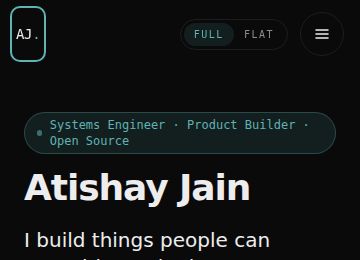 AJ.
FULL FLAT
Systems Engineer · Product Builder ·
Open Source
Atishay Jain
I build things people can